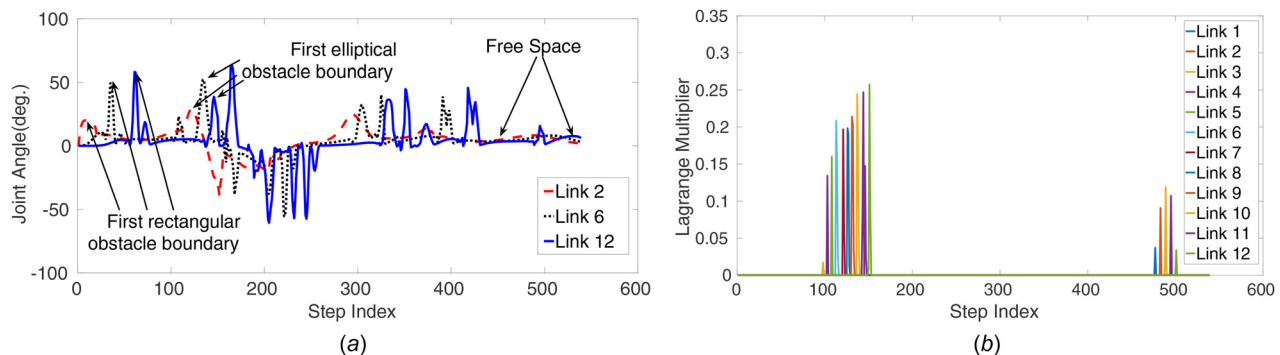 100
50
0
-50
-100
Joint Angle(deg.)
First elliptical
obstacle boundary
Free Space
First rectangular
obstacle boundary
Link 2
Link 6
Link 12
0 100 200 300 400 500 600
Step Index
(a)
0.35
0.3
0.25
0.2
0.15
0.1
0.05
0
Lagrange Multiplier
Link 1
Link 2
Link 3
Link 4
Link 5
Link 6
Link 7
Link 8
Link 9
Link 10
Link 11
Link 12
0 100 200 300 400 500 600
Step Index
(b)